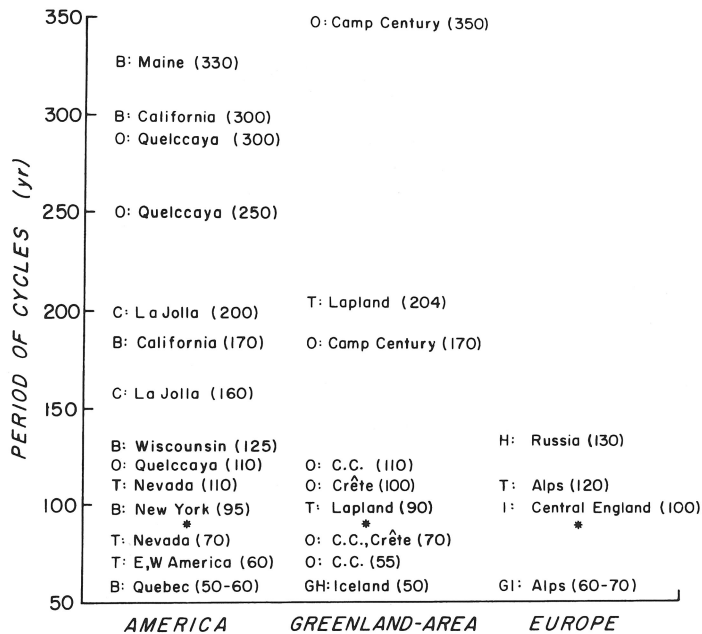 PERIOD OF CYCLES (yr)
350
300
250
200
150
100
50
O: Camp Century (350)
B: Maine (330)
B: California (300)
O: Quelccaya (300)
O: Quelccaya (250)
C: La Jolla (200)
T: Lapland (204)
B: California (170)
O: Camp Century (170)
C: La Jolla (160)
B: Wiscounsin (125)
H: Russia (130)
O: Quelccaya (110)
O: C.C. (110)
T: Nevada (110)
O: Crête (100)
T: Alps (120)
B: New York (95)
T: Lapland (90)
I: Central England (100)
* * *
T: Nevada (70)
O: C.C., Crête (70)
T: E,W America (60)
O: C.C. (55)
B: Quebec (50-60)
GH: Iceland (50)
GI: Alps (60-70)
AMERICA GREENLAND-AREA EUROPE